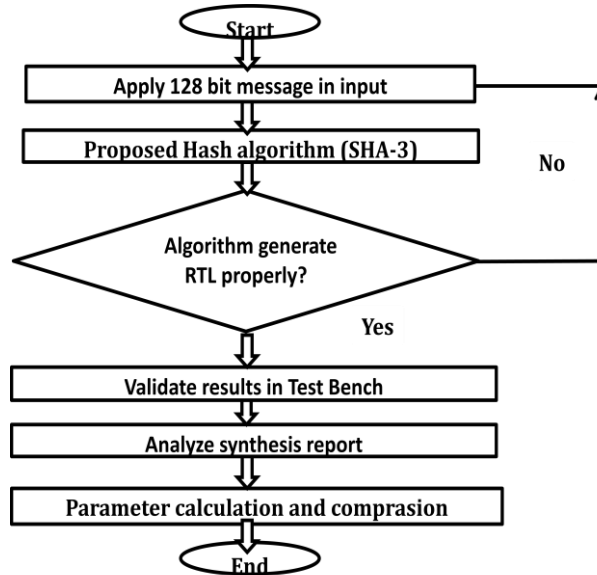 Start
Apply 128 bit message in input
Proposed Hash algorithm (SHA-3)
No
Algorithm generate
RTL properly?
Yes
Validate results in Test Bench
Analyze synthesis report
Parameter calculation and comprasion
End